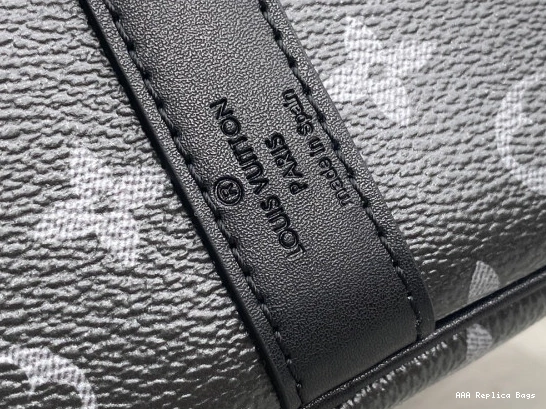 LOUIS VUITTON
PARIS
made in Spain
®
AAA Replica Bags